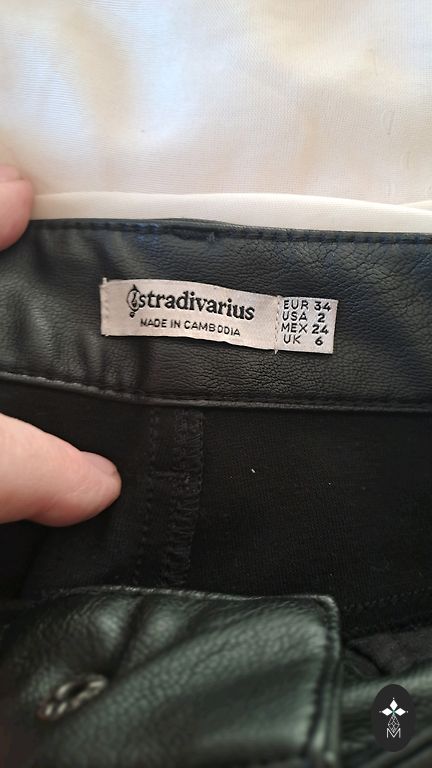 stradivarius
MADE IN CAMBODIA
EUR 34
USA 2
MEX 24
UK 6
M